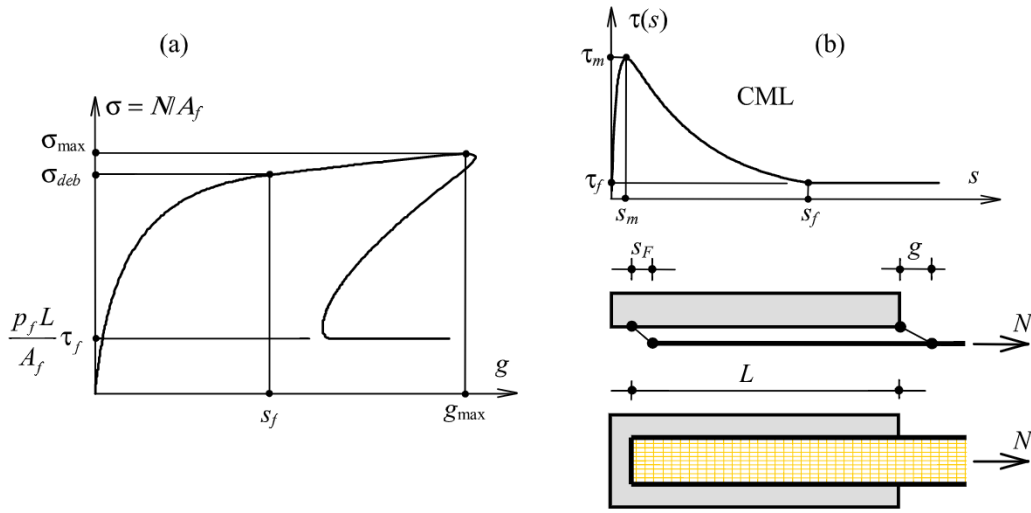 (a)
σ = N/A_f
σ_max
σ_deb
p_f L
A_f
τ_f
g
s_f
g_max
(b)
τ(s)
τ_m
CML
τ_f
s
s_m
s_f
s_F
g
N
L
N